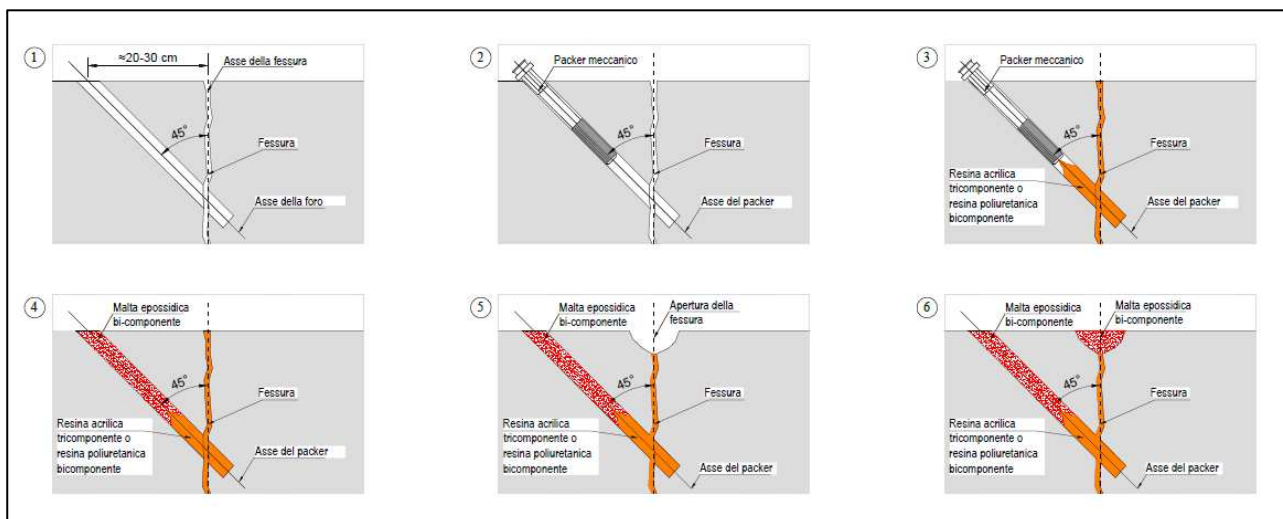 1
≈20-30 cm
Asse della fessura
45°
Fessura
Asse della foro
2
Packer meccanico
45°
Fessura
Asse del packer
3
Packer meccanico
45°
Fessura
Resina acrilica
tricomponente o
resina poliuretanica
bicomponente
Asse del packer
4
Malta epossidica
bi-componente
45°
Fessura
Resina acrilica
tricomponente o
resina poliuretanica
bicomponente
Asse del packer
5
Malta epossidica
bi-componente
Apertura della
fessura
45°
Fessura
Resina acrilica
tricomponente o
resina poliuretanica
bicomponente
Asse del packer
6
Malta epossidica
bi-componente
Malta epossidica
bi-componente
45°
Fessura
Resina acrilica
tricomponente o
resina poliuretanica
bicomponente
Asse del packer